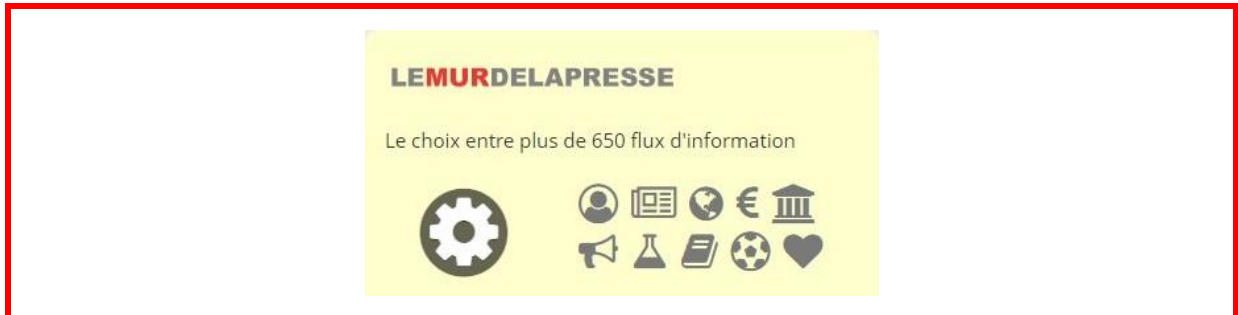 LEMURDELAPRESSE
Le choix entre plus de 650 flux d'information